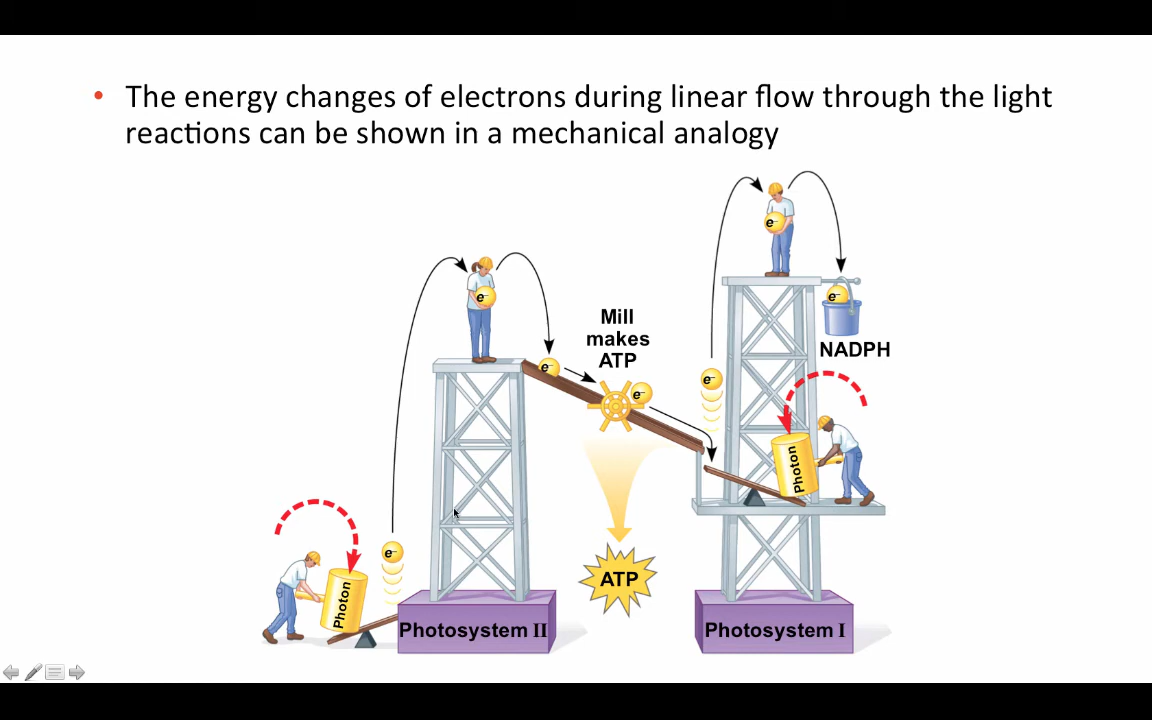 • The energy changes of electrons during linear flow through the light
reactions can be shown in a mechanical analogy
e–
e–
e–
NADPH
Mill
makes
ATP
e–
e–
e–
Photon
e–
Photon
ATP
Photosystem II
Photosystem I